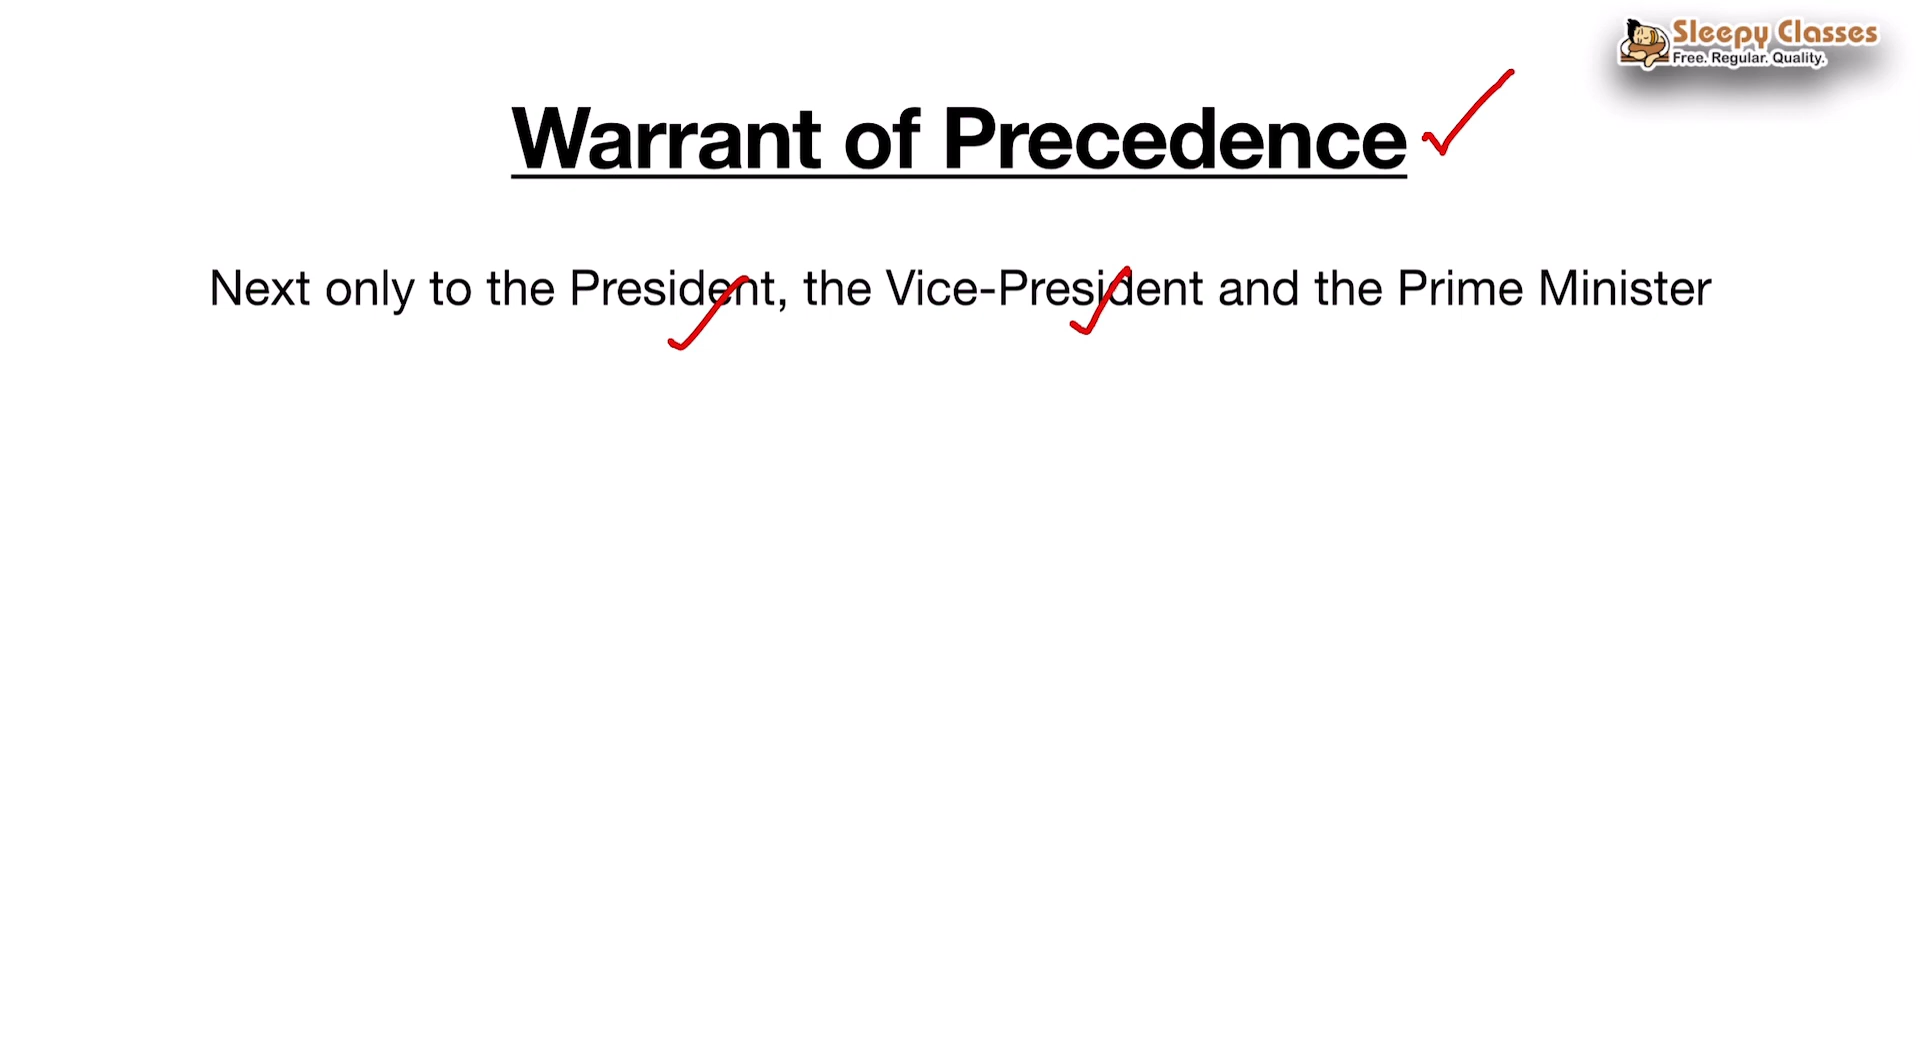 Sleepy Classes
Free. Regular. Quality.
Warrant of Precedence
Next only to the President, the Vice-President and the Prime Minister